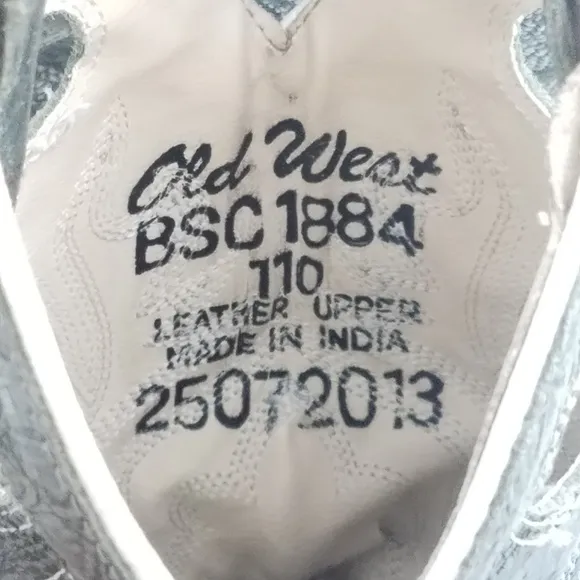 Old West
BSC 1884
110
LEATHER UPPER
MADE IN INDIA
25072013